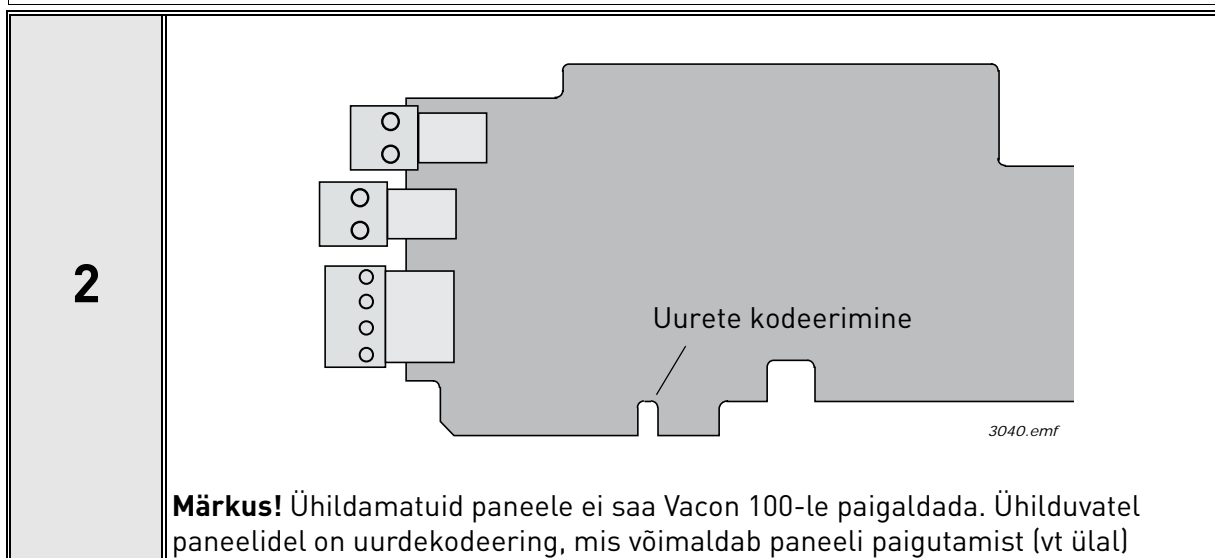 2
Uurete kodeerimine
3040.emf
Märkus! Ühildamatuid paneele ei saa Vacon 100-le paigaldada. Ühilduvatel
paneelidel on uurdekodeering, mis võimaldab paneeli paigutamist (vt ülal)